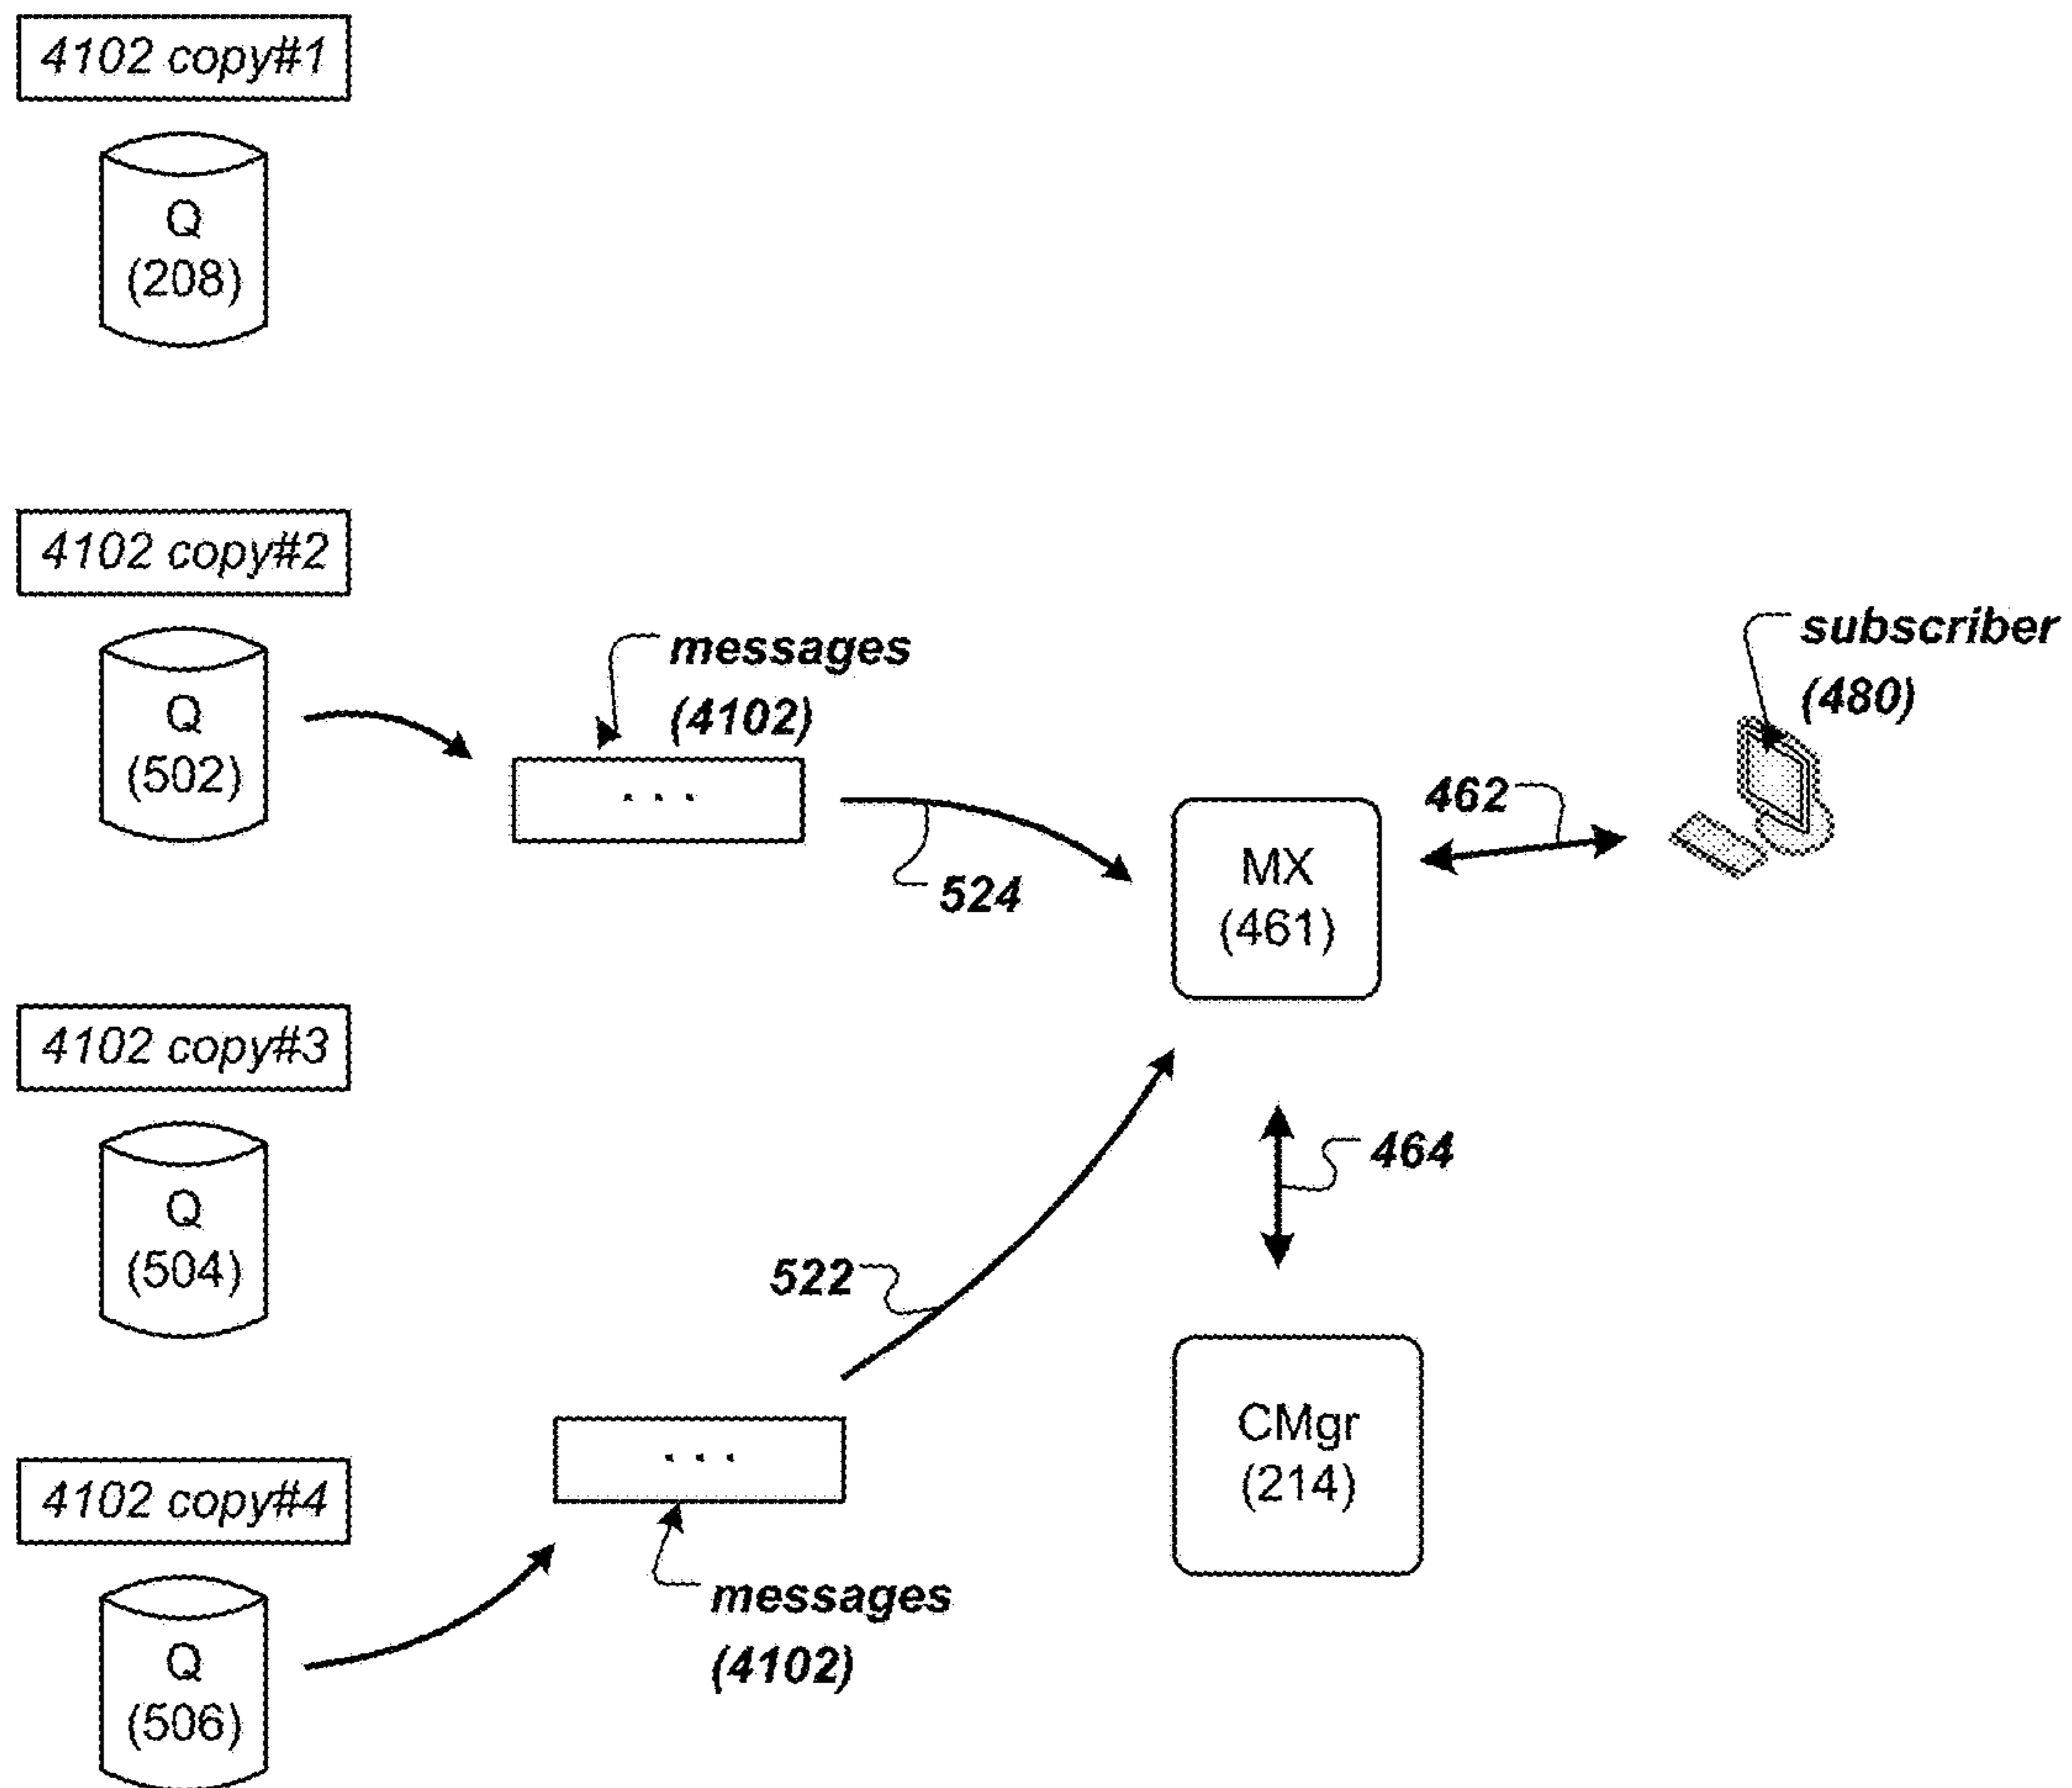 4102 copy#1
Q
(208)
4102 copy#2
Q
(502)
messages
(4102)
. . .
524
MX
(461)
462
subscriber
(480)
4102 copy#3
Q
(504)
522
464
CMgr
(214)
4102 copy#4
Q
(506)
. . .
messages
(4102)